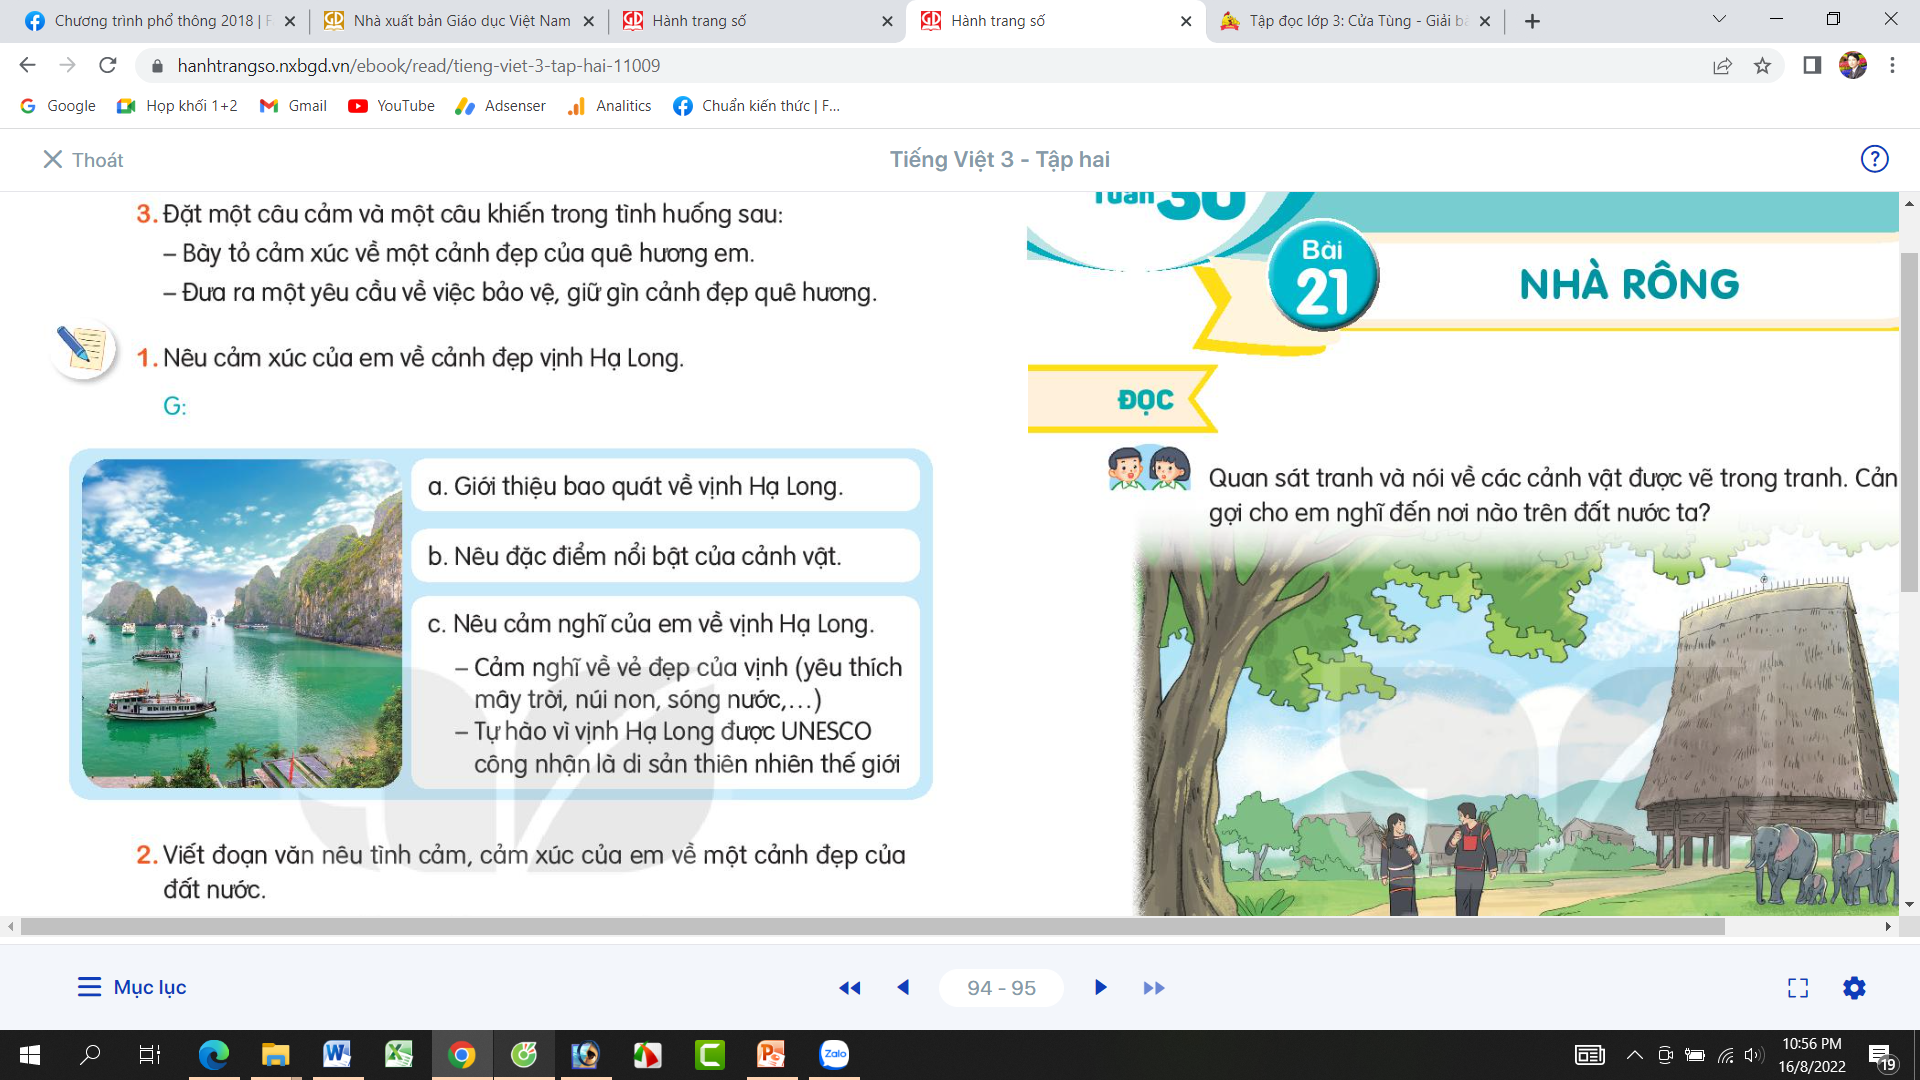 Chương trình phổ thông 2018 | F
Nhà xuất bản Giáo dục Việt Nam
Hành trang số
Hành trang số
Tập đọc lớp 3: Cửa Tùng - Giải bà
hanhtrangso.nxbgd.vn/ebook/read/tieng-viet-3-tap-hai-11009
Google
Họp khối 1+2
Gmail
YouTube
Adsenser
Analitics
Chuẩn kiến thức | F...
Thoát
Tiếng Việt 3 - Tập hai
3. Đặt một câu cảm và một câu khiến trong tình huống sau:
– Bày tỏ cảm xúc về một cảnh đẹp của quê hương em.
– Đưa ra một yêu cầu về việc bảo vệ, giữ gìn cảnh đẹp quê hương.
1. Nêu cảm xúc của em về cảnh đẹp vịnh Hạ Long.
G:
a. Giới thiệu bao quát về vịnh Hạ Long.
b. Nêu đặc điểm nổi bật của cảnh vật.
c. Nêu cảm nghĩ của em về vịnh Hạ Long.
– Cảm nghĩ về vẻ đẹp của vịnh (yêu thích
mây trời, núi non, sóng nước,...)
– Tự hào vì vịnh Hạ Long được UNESCO
công nhận là di sản thiên nhiên thế giới
2. Viết đoạn văn nêu tình cảm, cảm xúc của em về một cảnh đẹp của
đất nước.
Tuần 30
Bài
21
NHÀ RÔNG
ĐỌC
Quan sát tranh và nói về các cảnh vật được vẽ trong tranh. Cản
gợi cho em nghĩ đến nơi nào trên đất nước ta?
Mục lục
94 - 95
Zalo
10:56 PM
16/8/2022
19